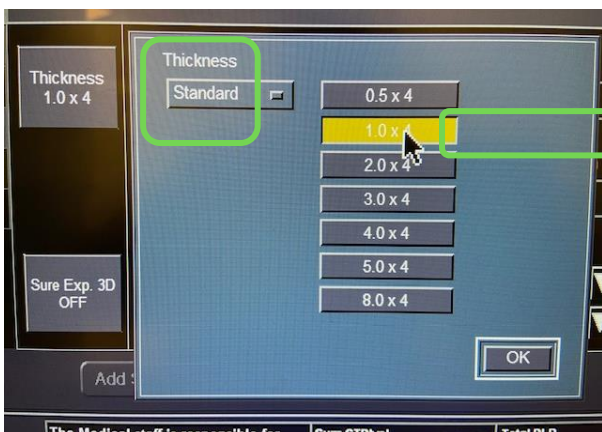 Thickness
1.0 x 4
Thickness
Standard
0.5 x 4
1.0 x 4
2.0 x 4
3.0 x 4
4.0 x 4
5.0 x 4
8.0 x 4
Sure Exp. 3D
OFF
OK
Add
The Medical staff is responsible for
Total DLP